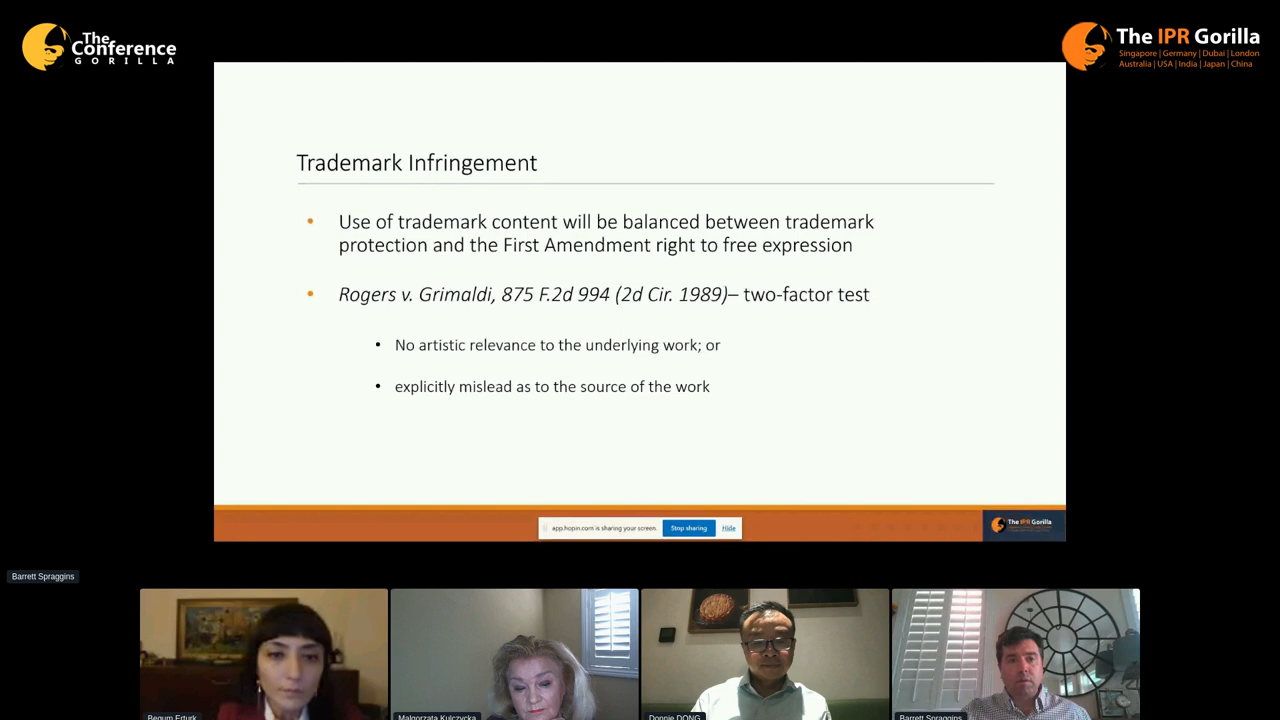 The
Conference
GORILLA
The IPR Gorilla
Singapore | Germany | Dubai | London
Australia | USA | India | Japan | China
Trademark Infringement
• Use of trademark content will be balanced between trademark
protection and the First Amendment right to free expression
• Rogers v. Grimaldi, 875 F.2d 994 (2d Cir. 1989)– two-factor test
• No artistic relevance to the underlying work; or
• explicitly mislead as to the source of the work
app.hopin.com is sharing your screen. Stop sharing Hide
The IPR Gorilla
Barrett Spraggins
Begum Erturk
Malgorzata Kulczycka
Donnie DONG
Barrett Spraggins